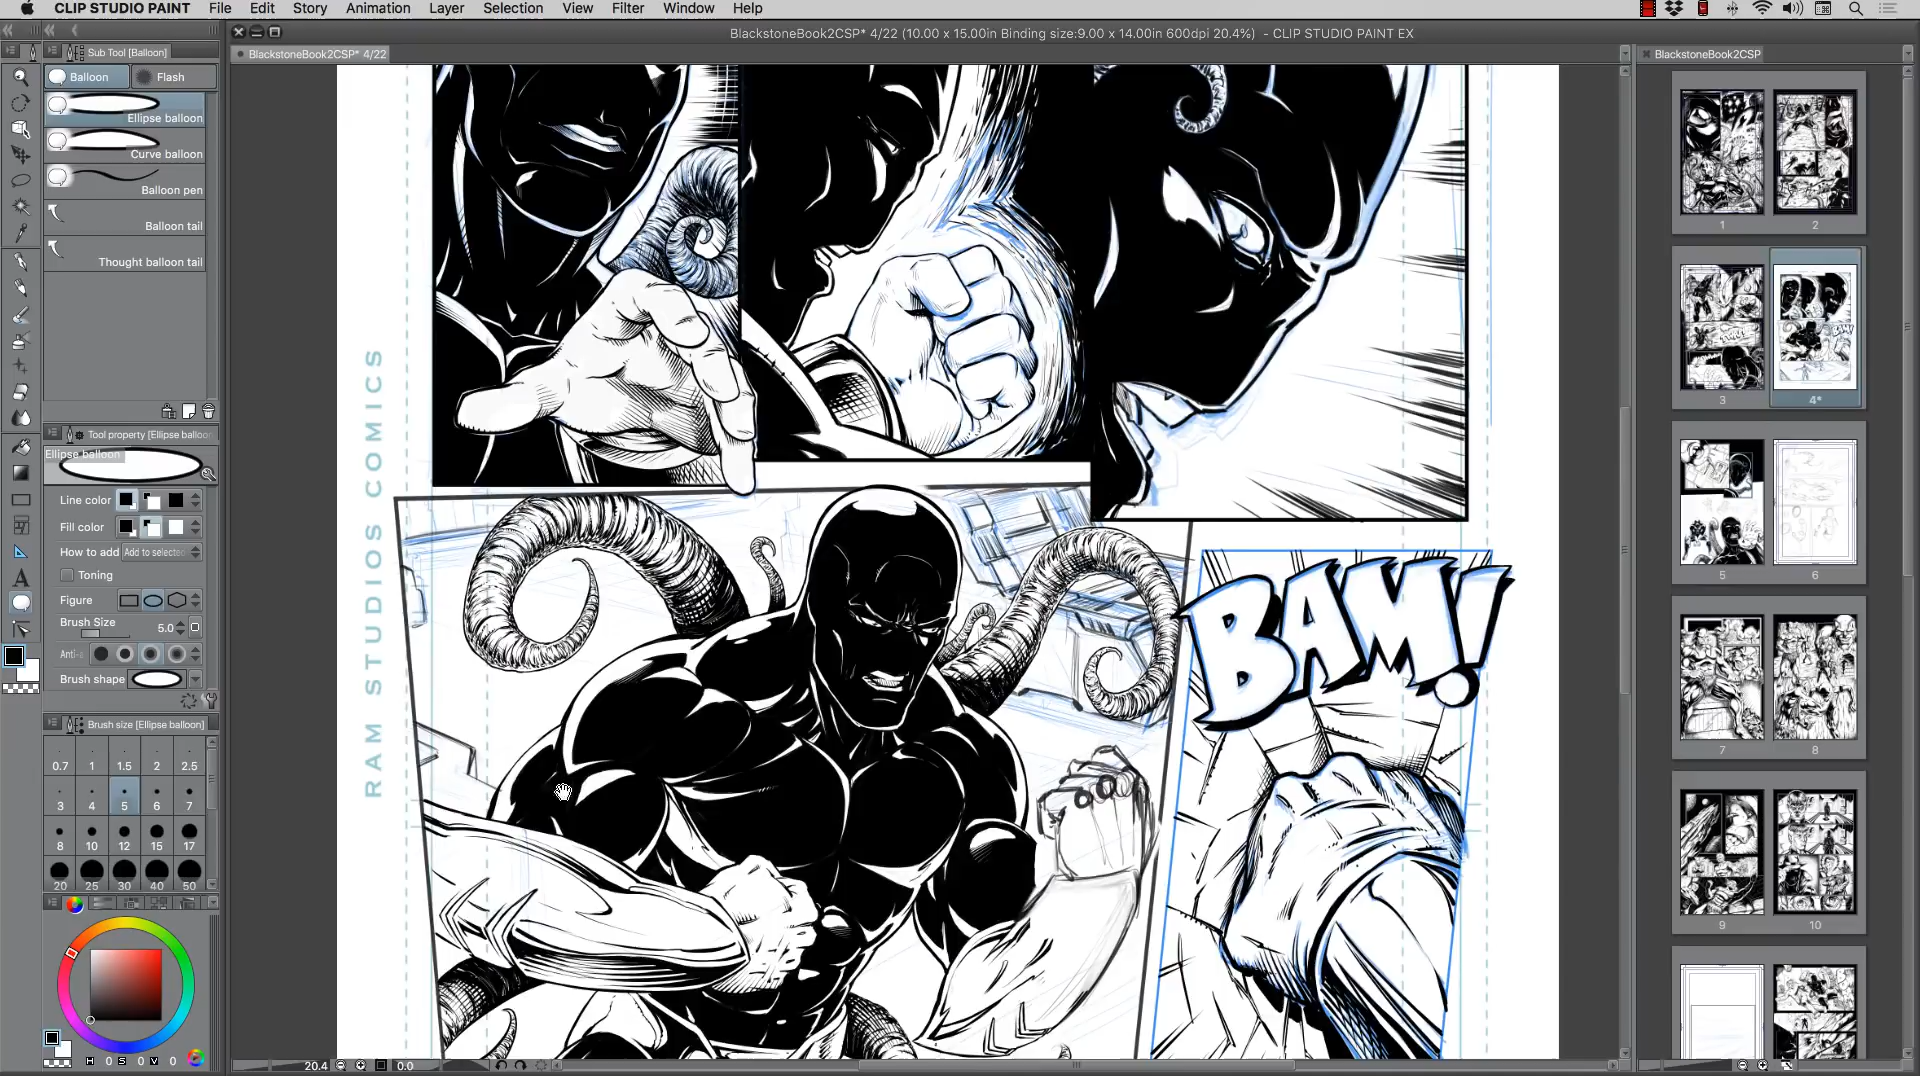 CLIP STUDIO PAINT File Edit Story Animation Layer Selection View Filter Window Help
BlackstoneBook2CSP* 4/22 (10.00 x 15.00in Binding size:9.00 x 14.00in 600dpi 20.4%) - CLIP STUDIO PAINT EX
Sub Tool [Balloon]
BlackstoneBook2CSP* 4/22
BlackstoneBook2CSP
Balloon Flash
Ellipse balloon
Curve balloon
Balloon pen
Balloon tail
Thought balloon tail
Tool property [Ellipse balloo
Ellipse balloon
Line color
Fill color
How to add Add to selected
Toning
Figure
Brush Size 5.0
Anti-a
Brush shape
Brush size [Ellipse balloon]
0.7 1 1.5 2 2.5
3 4 5 6 7
8 10 12 15 17
20 25 30 40 50
H 0 S 0 V 0
RAM STUDIOS COMICS
BAM!
20.4 0.0
1 2
3 4*
5 6
7 8
9 10